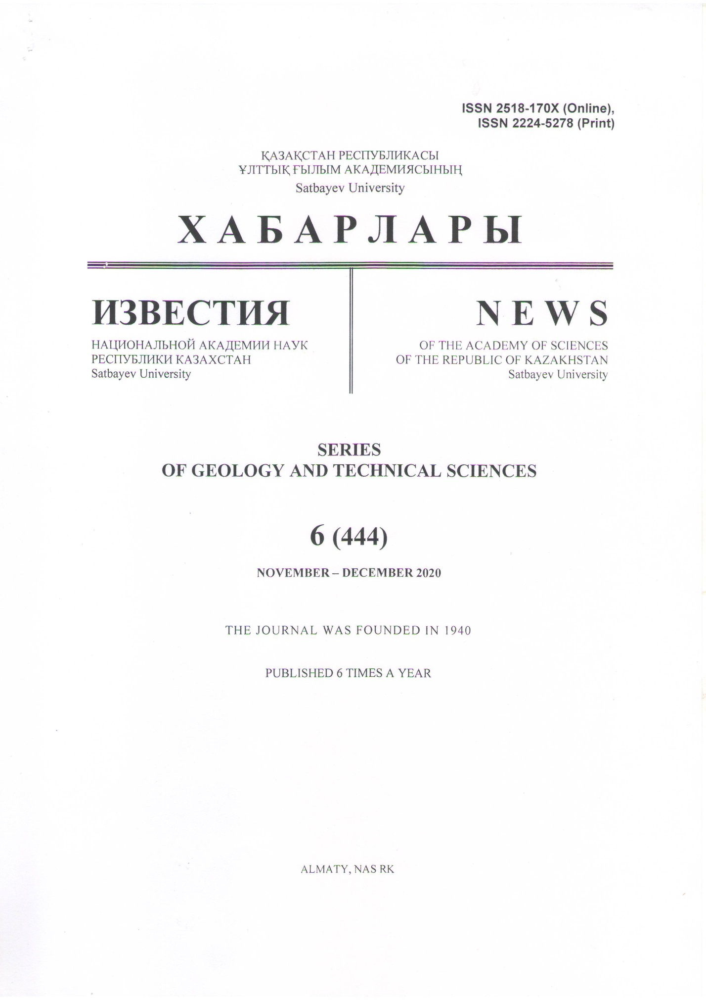 ISSN 2518-170X (Online),
ISSN 2224-5278 (Print)
ҚАЗАҚСТАН РЕСПУБЛИКАСЫ
ҰЛТТЫҚ ҒЫЛЫМ АКАДЕМИЯСЫНЫҢ
Satbayev University
Х А Б А Р Л А Р Ы
ИЗВЕСТИЯ
НАЦИОНАЛЬНОЙ АКАДЕМИИ НАУК
РЕСПУБЛИКИ КАЗАХСТАН
Satbayev University
N E W S
OF THE ACADEMY OF SCIENCES
OF THE REPUBLIC OF KAZAKHSTAN
Satbayev University
SERIES
OF GEOLOGY AND TECHNICAL SCIENCES
6 (444)
NOVEMBER – DECEMBER 2020
THE JOURNAL WAS FOUNDED IN 1940
PUBLISHED 6 TIMES A YEAR
ALMATY, NAS RK